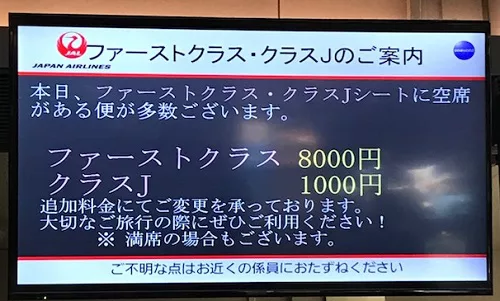 JAL
JAPAN AIRLINES
ファーストクラス・クラスJのご案内
本日、ファーストクラス・クラスJシートに空席
がある便が多数ございます。
ファーストクラス 8000円
クラスJ 1000円
追加料金にてご変更を承っております。
大切なご旅行の際にぜひご利用ください！
※ 満席の場合もございます。
ご不明な点はお近くの係員におたずねください